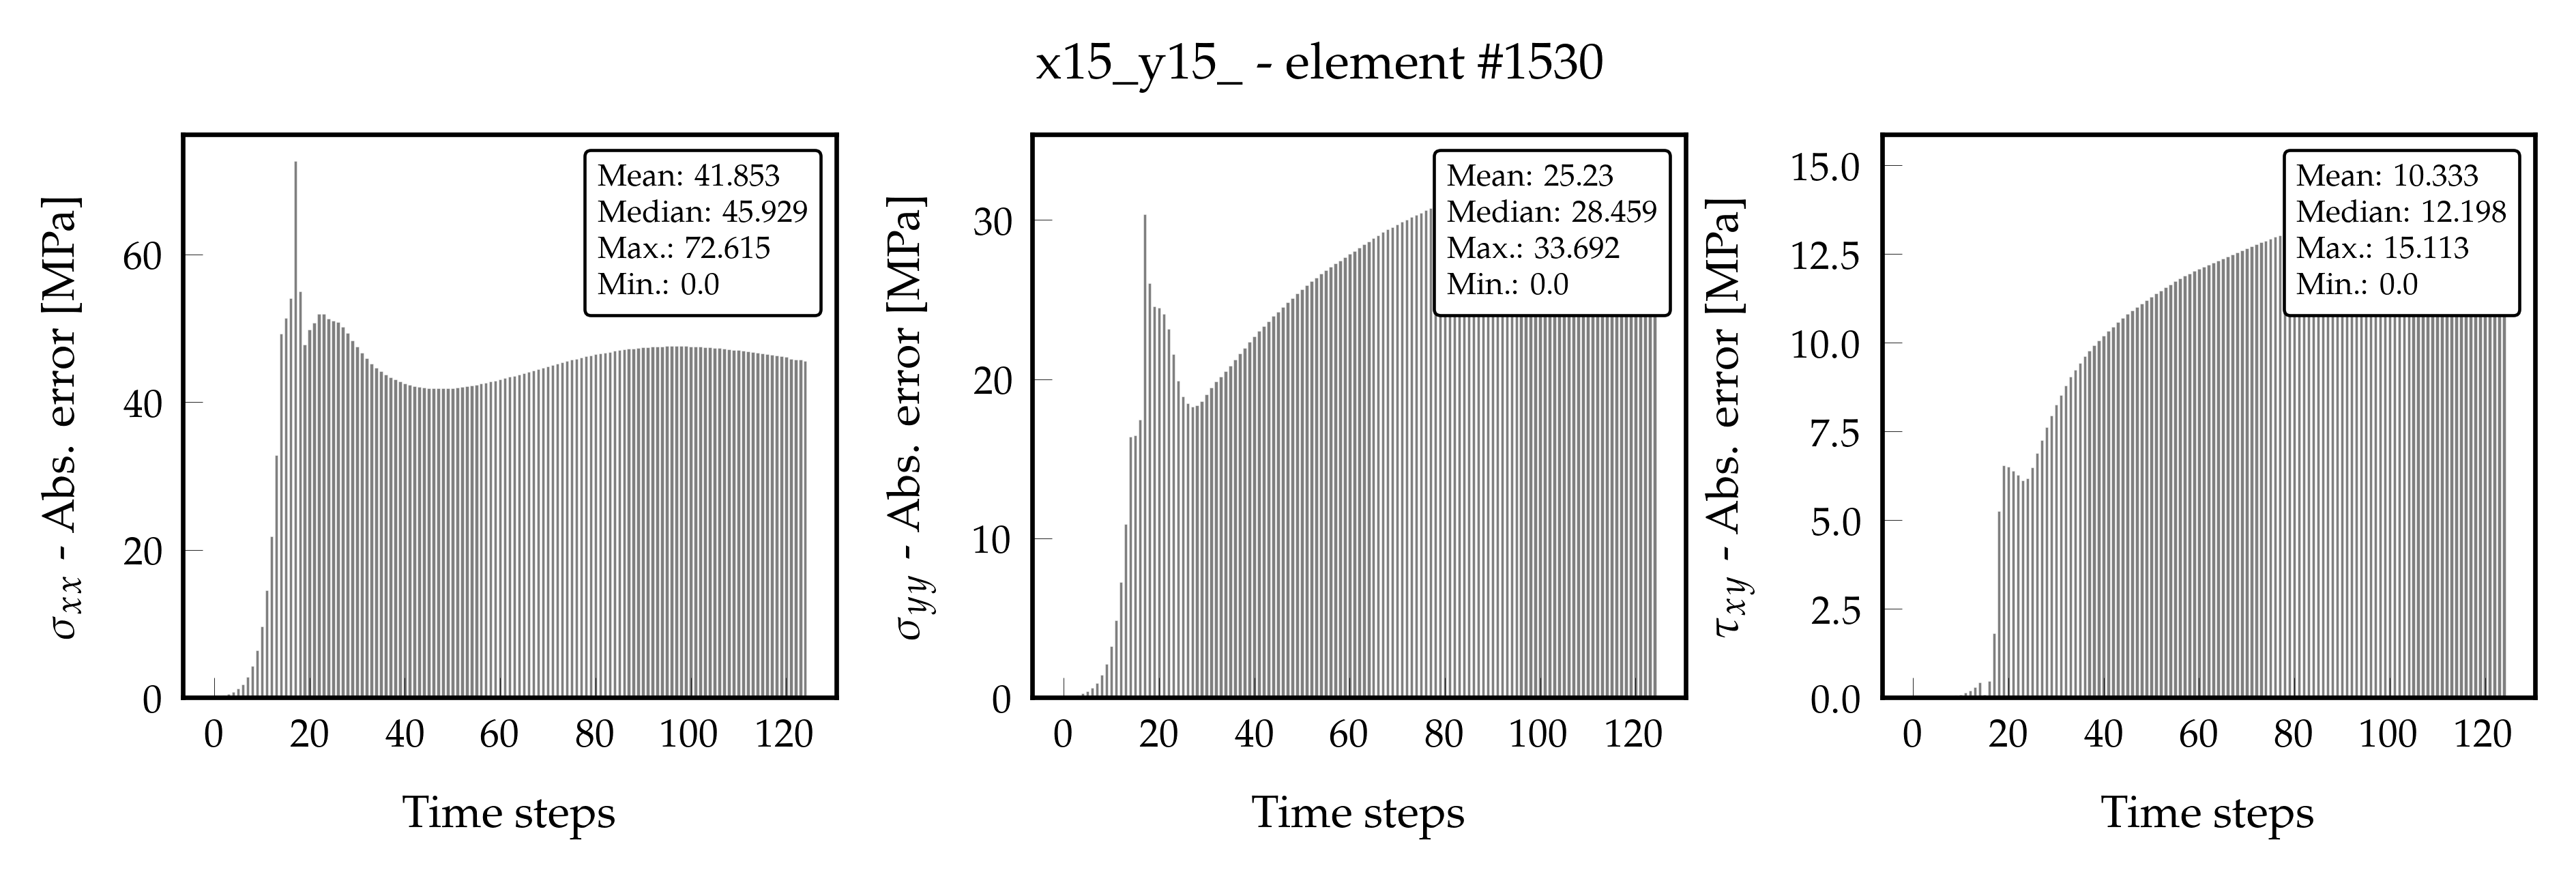 x15_y15_ - element #1530
σxx - Abs. error [MPa]
60
40
20
0
0 20 40 60 80 100 120
Time steps
Mean: 41.853
Median: 45.929
Max.: 72.615
Min.: 0.0
σyy - Abs. error [MPa]
30
20
10
0
0 20 40 60 80 100 120
Time steps
Mean: 25.23
Median: 28.459
Max.: 33.692
Min.: 0.0
τxy - Abs. error [MPa]
15.0
12.5
10.0
7.5
5.0
2.5
0.0
0 20 40 60 80 100 120
Time steps
Mean: 10.333
Median: 12.198
Max.: 15.113
Min.: 0.0